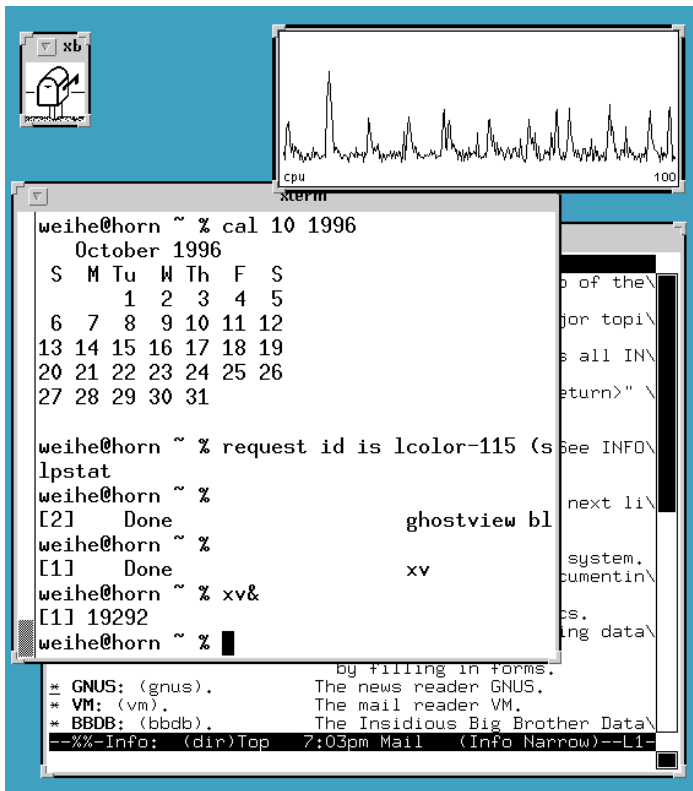 xb
cpu 100
xterm
weihe@horn ~ % cal 10 1996
October 1996
S M Tu W Th F S
1 2 3 4 5
6 7 8 9 10 11 12
13 14 15 16 17 18 19
20 21 22 23 24 25 26
27 28 29 30 31
weihe@horn ~ % request id is lcolor-115 (s
lpstat
weihe@horn ~ %
[2] Done ghostview bl
weihe@horn ~ %
[1] Done xv
weihe@horn ~ % xv&
[1] 19292
weihe@horn ~ %
of the\
jor topi\
s all IN\
eturn>" \
See INFO\
next li\
system.
cumentin\
cs.
ing data\
by filling in forms.
* GNUS: (gnus). The news reader GNUS.
* VM: (vm). The mail reader VM.
* BBDB: (bbdb). The Insidious Big Brother Data\
--%%-Info: (dir)Top 7:03pm Mail (Info Narrow)--L1-